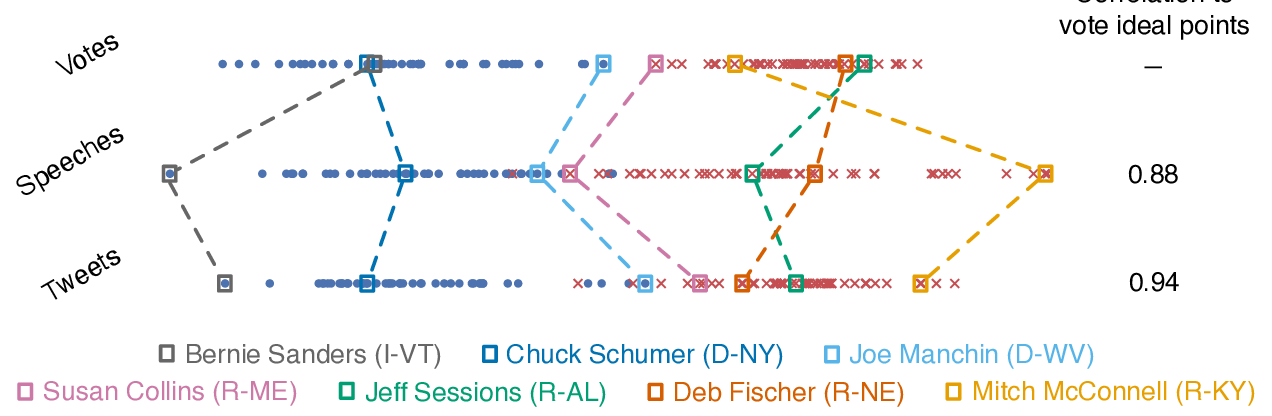 Correlation to
vote ideal points
Votes
—
Speeches
0.88
Tweets
0.94
Bernie Sanders (I-VT) Chuck Schumer (D-NY) Joe Manchin (D-WV)
Susan Collins (R-ME) Jeff Sessions (R-AL) Deb Fischer (R-NE) Mitch McConnell (R-KY)